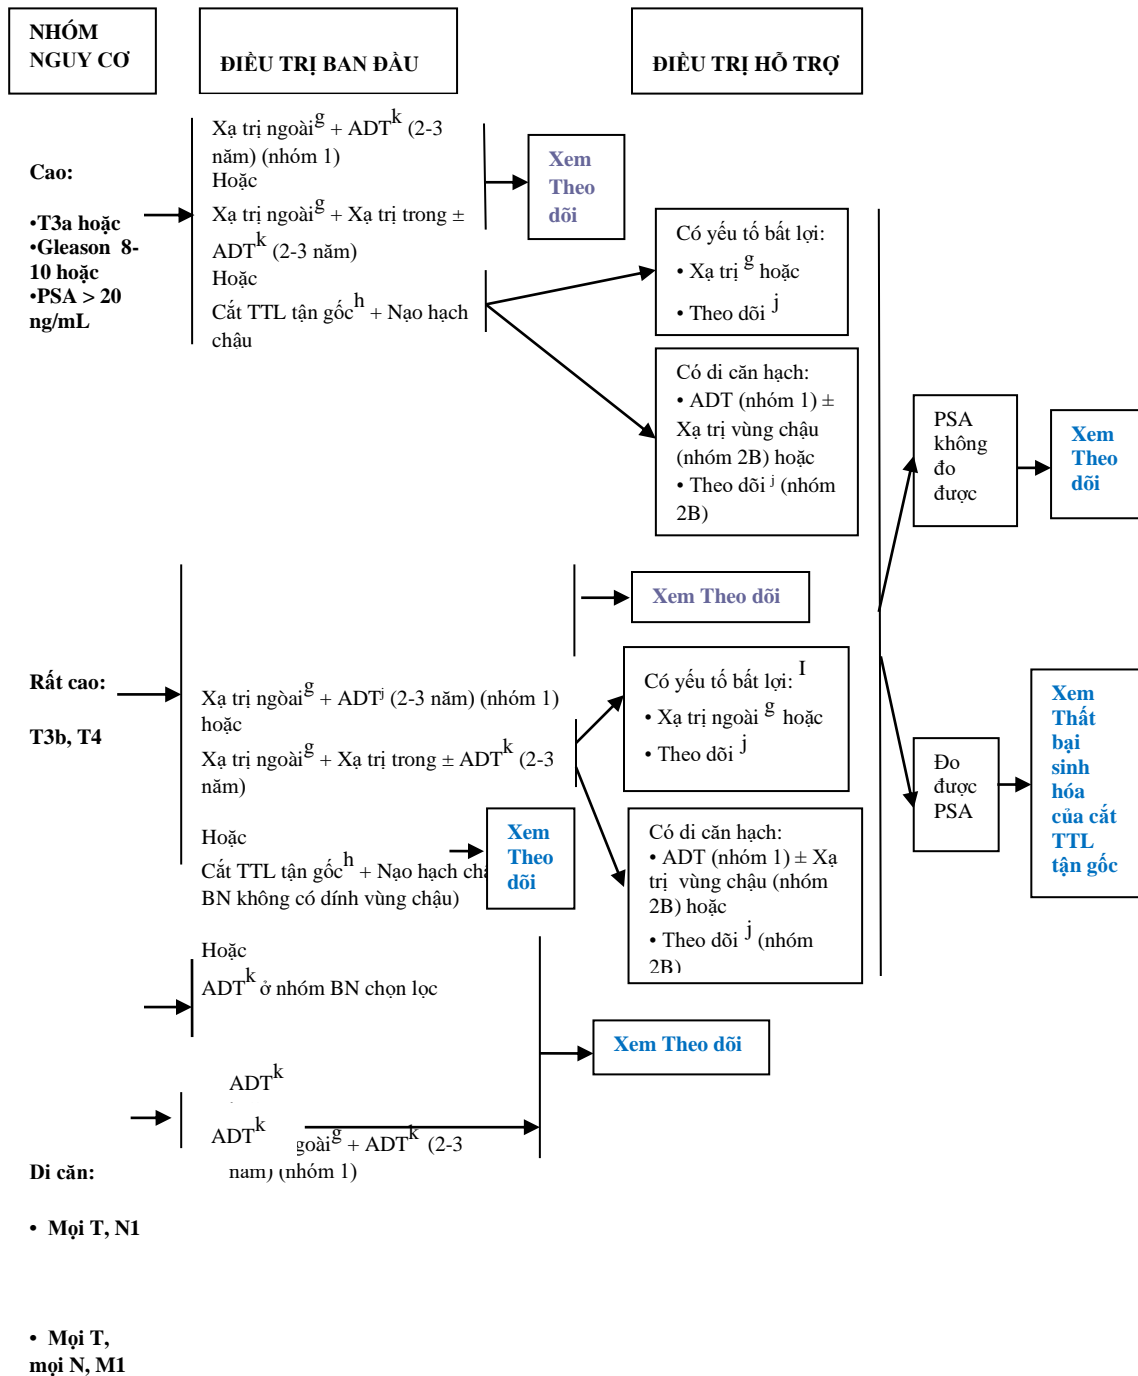 NHÓM
NGUY CƠ
ĐIỀU TRỊ BAN ĐẦU
ĐIỀU TRỊ HỖ TRỢ
Cao:
•T3a hoặc
•Gleason 8-
10 hoặc
•PSA > 20
ng/mL
Xạ trị ngoài^g + ADT^k (2-3
năm) (nhóm 1)
Hoặc
Xạ trị ngoài^g + Xạ trị trong ±
ADT^k (2-3 năm)
Hoặc
Cắt TTL tận gốc^h + Nạo hạch
chậu
Xem
Theo
dõi
Có yếu tố bất lợi:
• Xạ trị ^g hoặc
• Theo dõi ^j
Có di căn hạch:
• ADT (nhóm 1) ±
Xạ trị vùng chậu
(nhóm 2B) hoặc
• Theo dõi ^j (nhóm
2B)
PSA
không
đo
được
Xem
Theo
dõi
Rất cao:
T3b, T4
Xạ trị ngòai^g + ADT^j (2-3 năm) (nhóm 1)
hoặc
Xạ trị ngoài^g + Xạ trị trong ± ADT^k (2-3
năm)
Hoặc
Cắt TTL tận gốc^h + Nạo hạch
BN không có dính vùng chậu)
Hoặc
ADT^k ở nhóm BN chọn lọc
Xem Theo dõi
Xem
Theo
dõi
Có yếu tố bất lợi: ^I
• Xạ trị ngoài ^g hoặc
• Theo dõi ^j
Có di căn hạch:
• ADT (nhóm 1) ± Xạ
trị vùng chậu (nhóm
2B) hoặc
• Theo dõi ^j (nhóm
2B)
Đo
được
PSA
Xem
Thất
bại
sinh
hóa
của cắt
TTL
tận gốc
Xem Theo dõi
ADT^k
ADT^k
goài^g + ADT^k (2-3
năm) (nhóm 1)
Di căn:
• Mọi T, N1
• Mọi T,
mọi N, M1